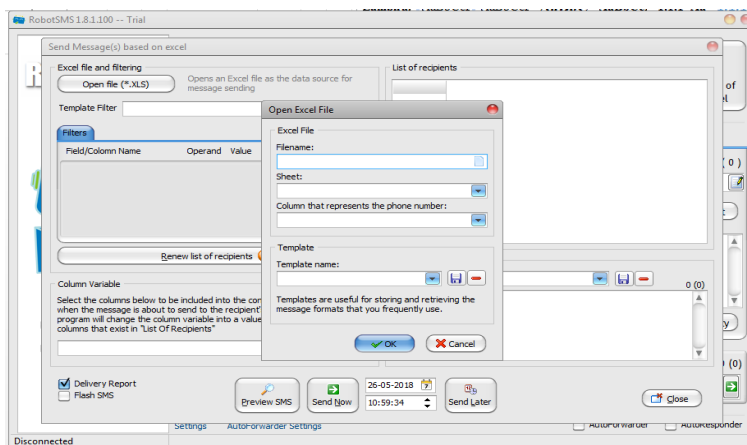 RobotSMS 1.8.1.100 -- Trial
Send Message(s) based on excel
Excel file and filtering
Open file (*.XLS)
Opens an Excel file as the data source for
message sending
Template Filter
Filters
Field/Colomn Name Operand Value
Renew list of recipients
Column Variable
Select the columns below to be included into the con
when the message is about to send to the recipient'
program will change the column variable into a value
columns that exist in "List Of Recipients"
List of recipients
0 (0)
Open Excel File
Excel File
Filename:
Sheet:
Column that represents the phone number:
Template
Template name:
Templates are useful for storing and retrieving the
message formats that you frequently use.
OK
Cancel
Delivery Report
Flash SMS
Preview SMS
Send Now
26-05-2018
10:59:34
Send Later
Close
of
( 0 )
(0)
Settings AutoForwarder Settings
AutoForwarder AutoResponder
Disconnected